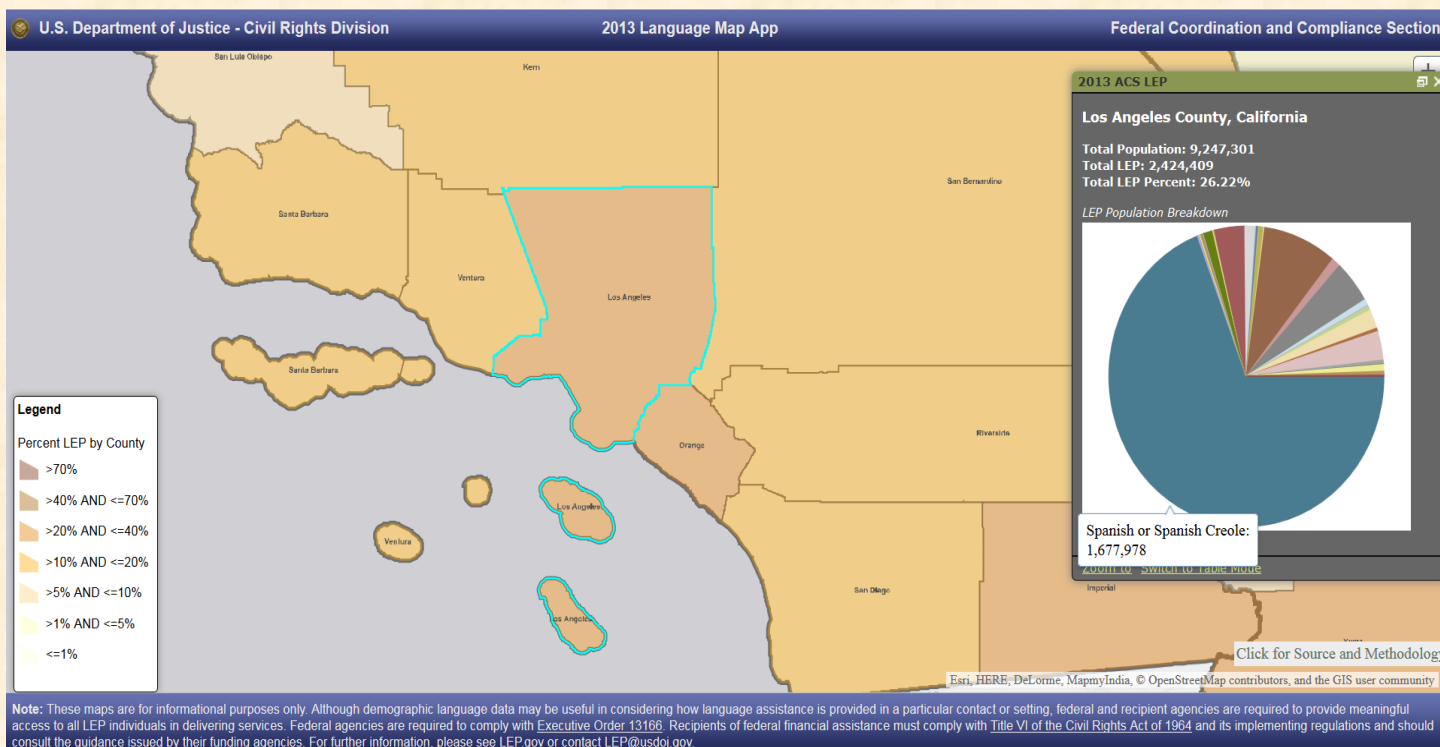 U.S. Department of Justice - Civil Rights Division
2013 Language Map App
Federal Coordination and Compliance Section
San Luis Obispo
Kern
Santa Barbara
Ventura
Los Angeles
San Bernardino
Santa Barbara
Orange
Riverside
Los Angeles
Ventura
San Diego
Los Angeles
Imperial
2013 ACS LEP
Los Angeles County, California
Total Population: 9,247,301
Total LEP: 2,424,409
Total LEP Percent: 26.22%
LEP Population Breakdown
Spanish or Spanish Creole:
1,677,978
Zoom to Switch to Table Mode
Legend
Percent LEP by County
>70%
>40% AND <=70%
>20% AND <=40%
>10% AND <=20%
>5% AND <=10%
>1% AND <=5%
<=1%
Click for Source and Methodology
Esri, HERE, DeLorme, MapmyIndia, © OpenStreetMap contributors, and the GIS user community
Note: These maps are for informational purposes only. Although demographic language data may be useful in considering how language assistance is provided in a particular contact or setting, federal and recipient agencies are required to provide meaningful
access to all LEP individuals in delivering services. Federal agencies are required to comply with Executive Order 13166. Recipients of federal financial assistance must comply with Title VI of the Civil Rights Act of 1964 and its implementing regulations and should
consult the guidance issued by their funding agencies. For further information, please see LEP.gov or contact LEP@usdoj.gov